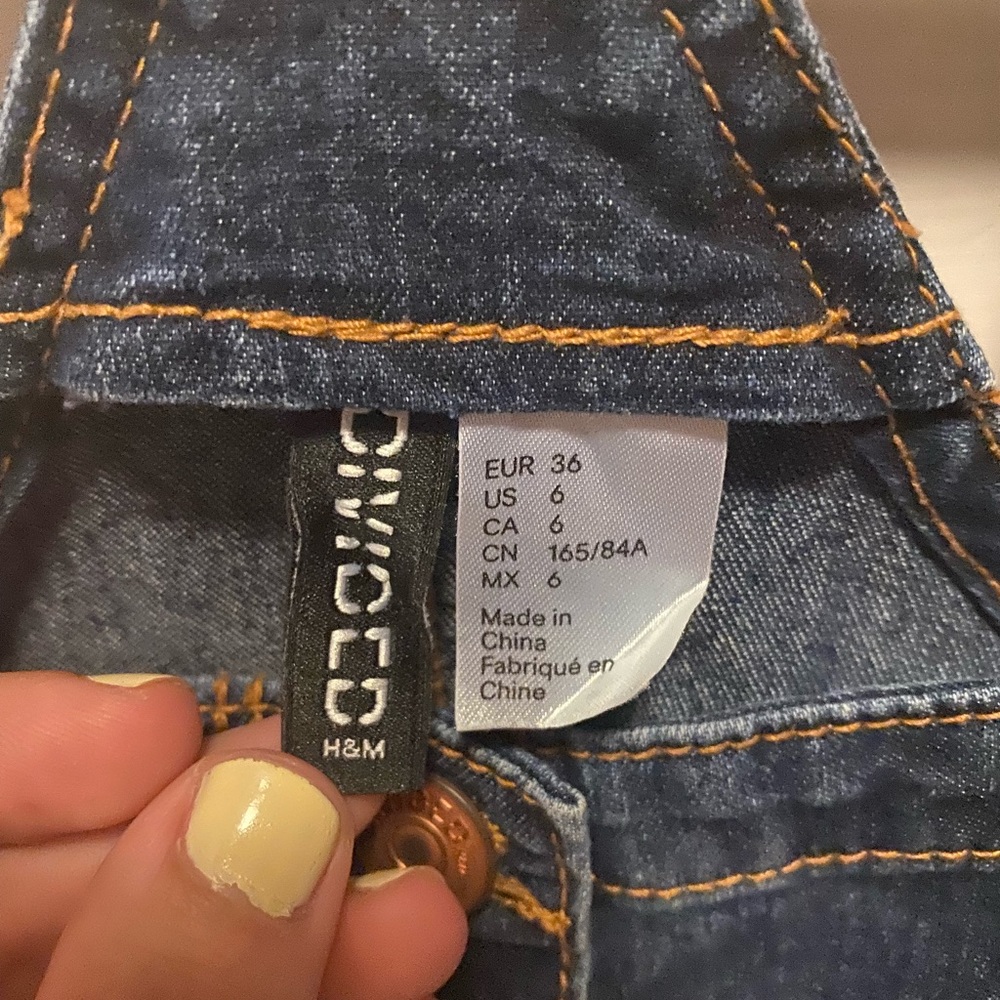 DIVIDED
H&M
EUR 36
US 6
CA 6
CN 165/84A
MX 6
Made in
China
Fabriqué en
Chine